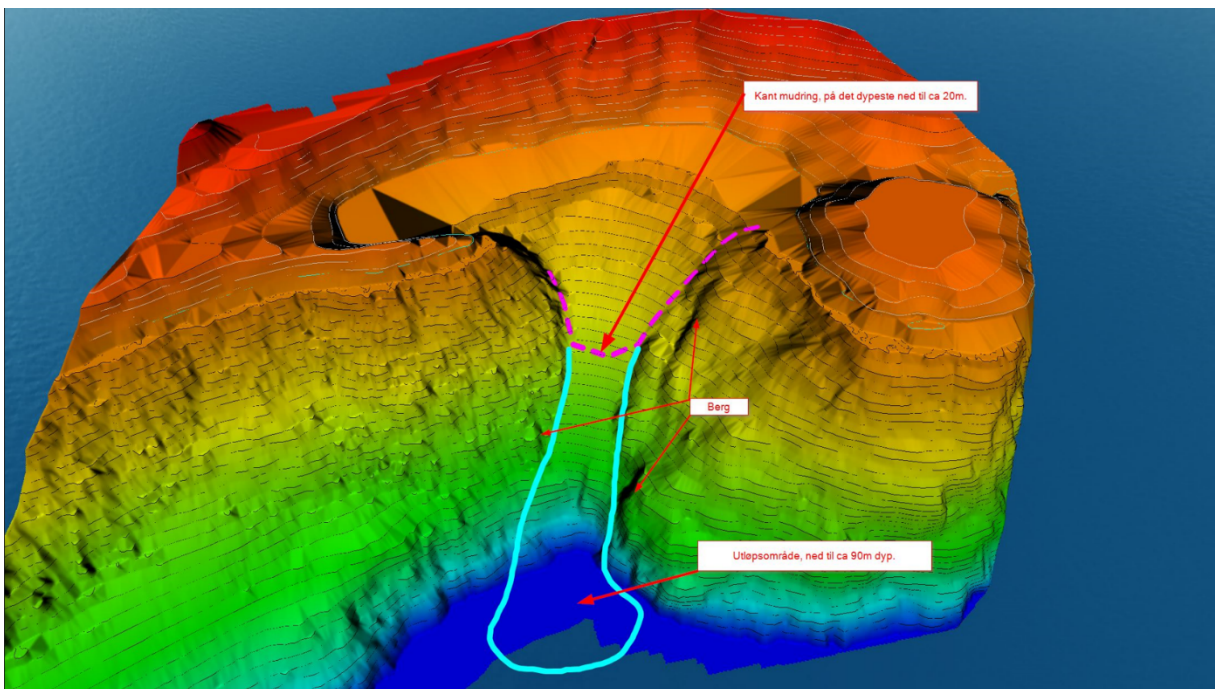 Kant mudring, på det dypeste ned til ca 20m.
Berg
Utløpsområde, ned til ca 90m dyp.